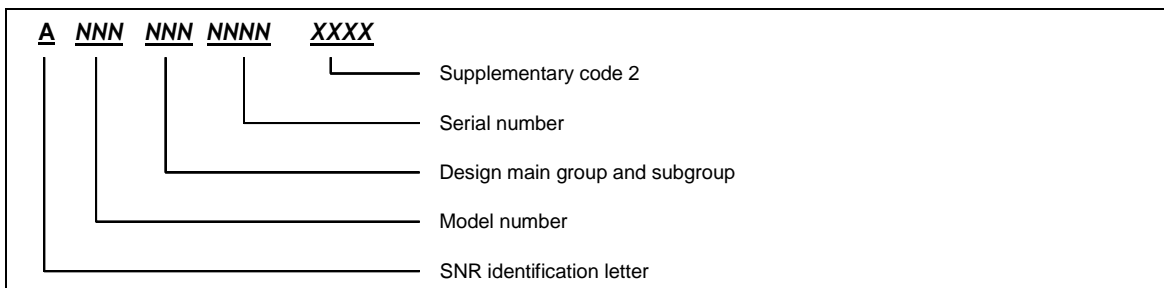 A NNN NNN NNNN XXXX
Supplementary code 2
Serial number
Design main group and subgroup
Model number
SNR identification letter